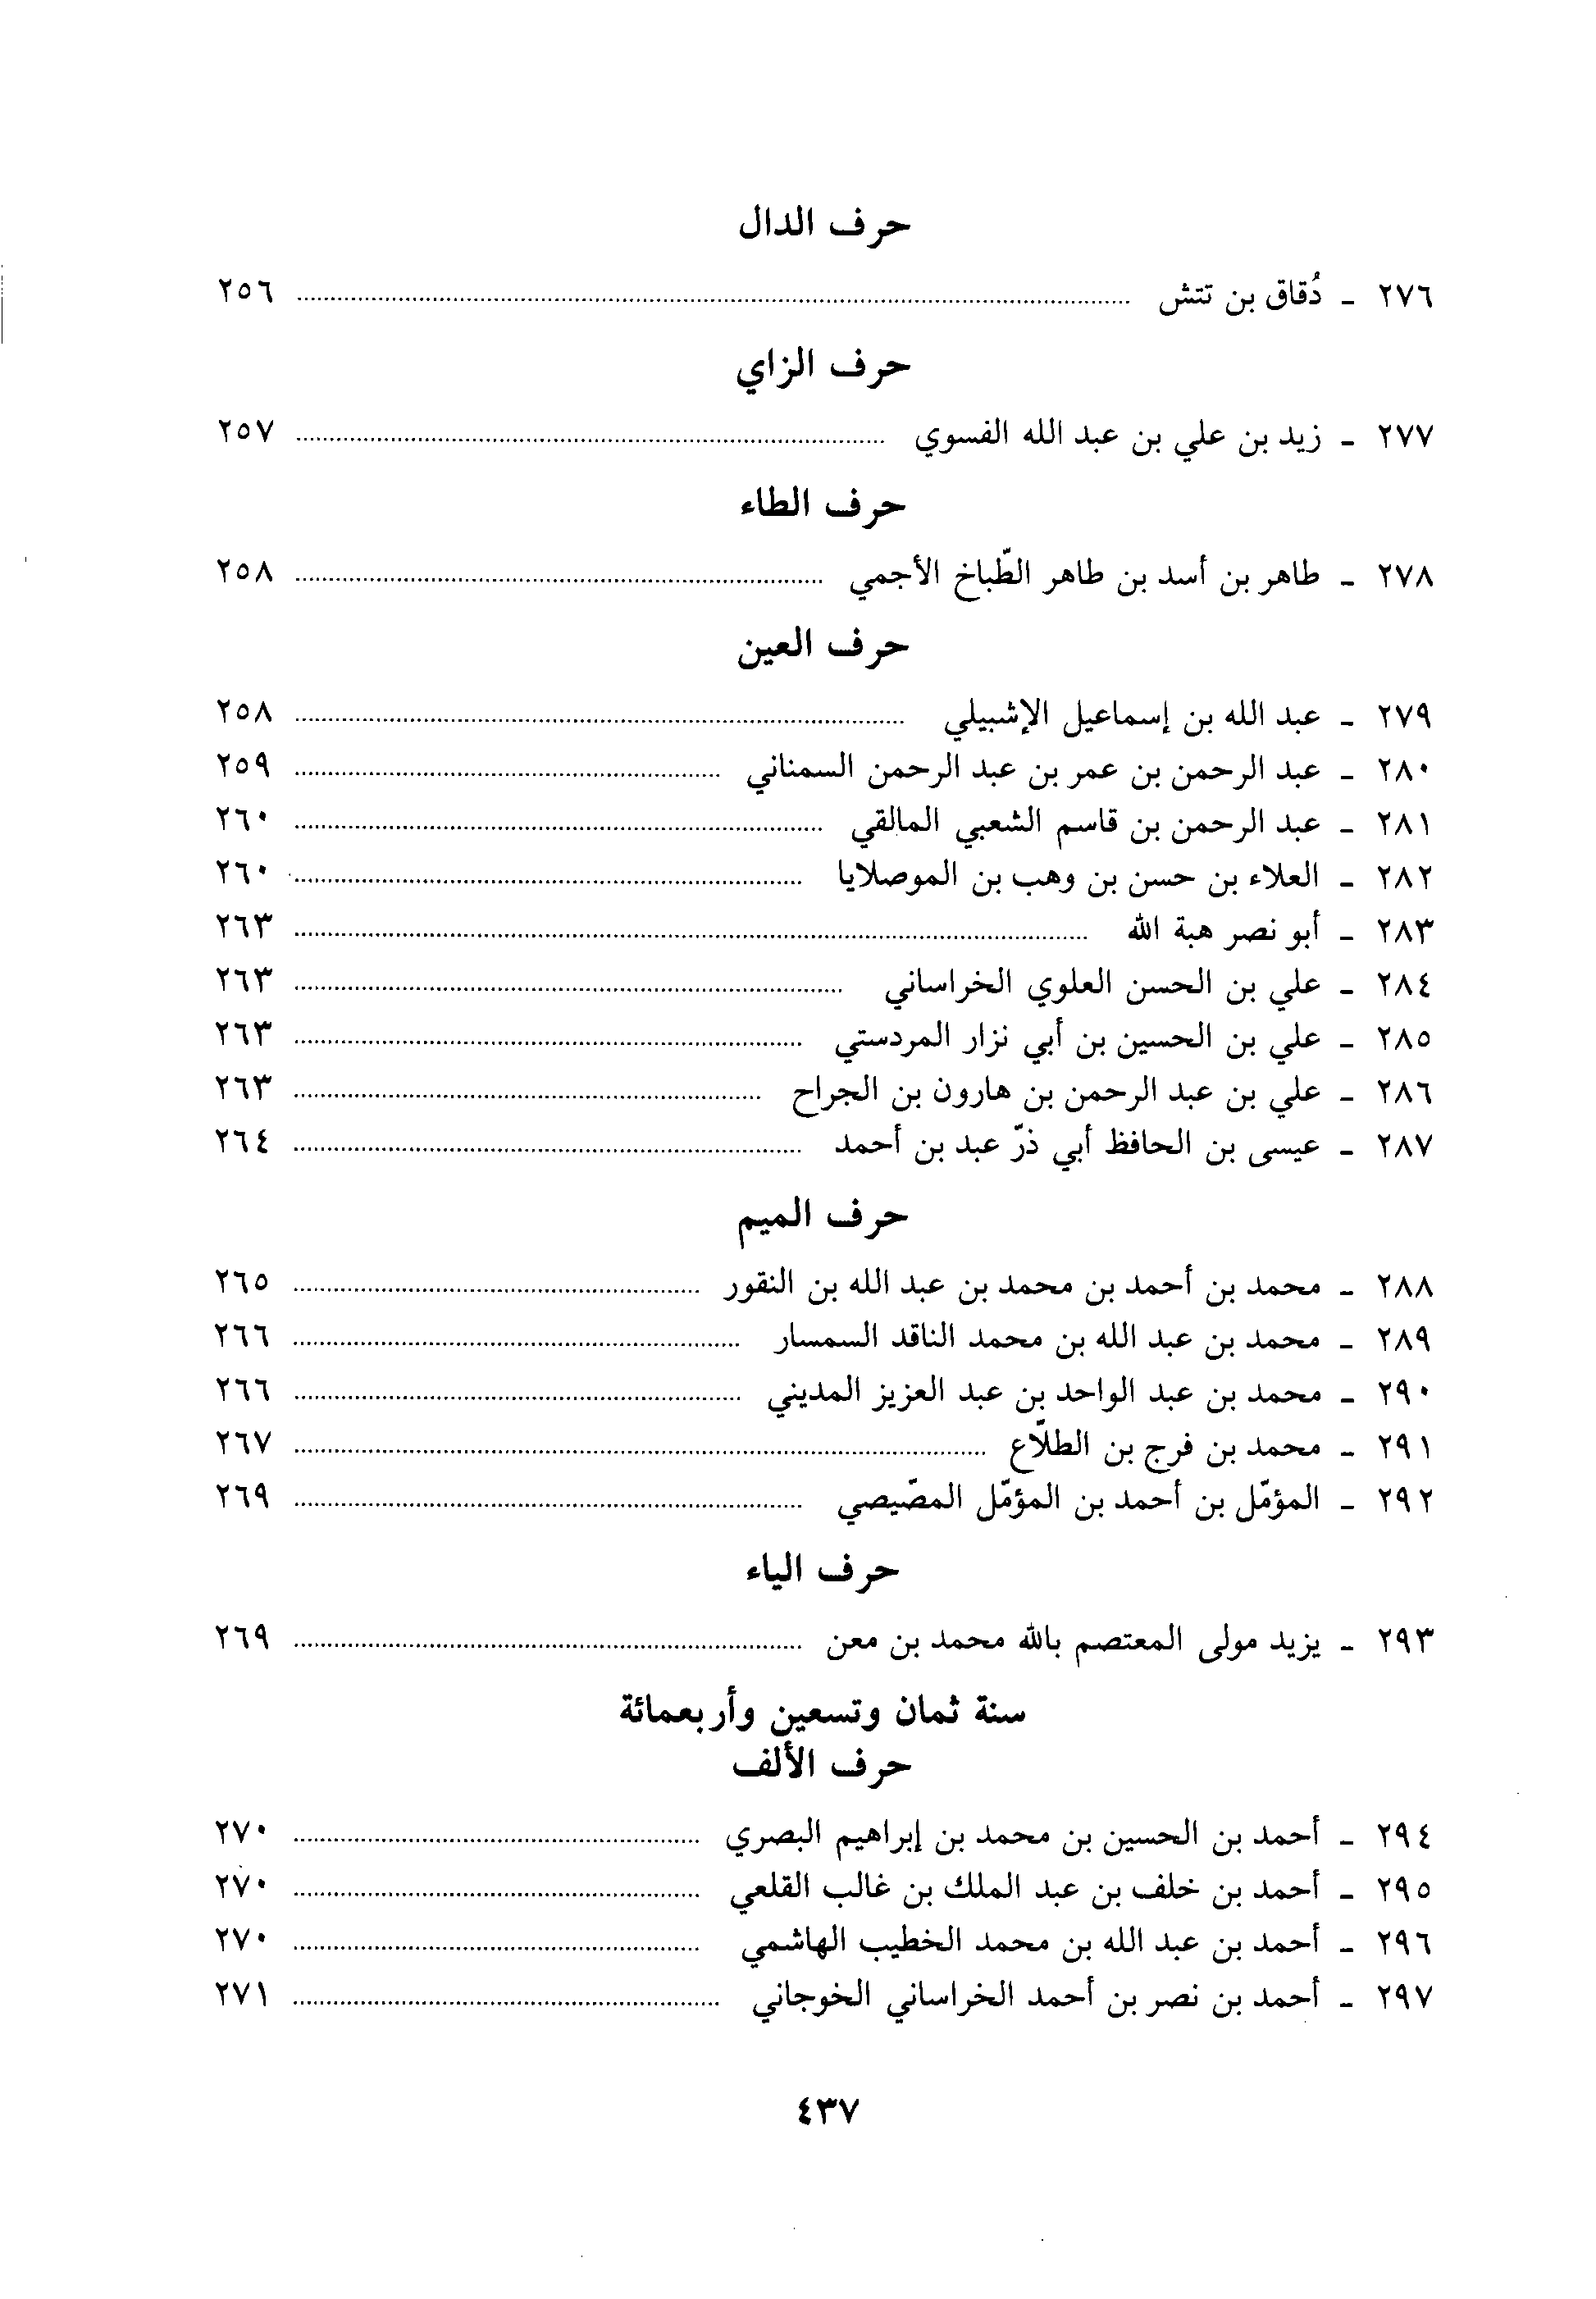 حرف الدال
٢٧٦ - دُقاق بن تتش ........ ٢٥٦
حرف الزاي
٢٧٧ - زيد بن علي بن عبد الله الفسوي ........ ٢٥٧
حرف الطاء
٢٧٨ - طاهر بن أسد بن طاهر الطّباخ الأجمي ........ ٢٥٨
حرف العين
٢٧٩ - عبد الله بن إسماعيل الإشبيلي ........ ٢٥٨
٢٨٠ - عبد الرحمن بن عمر بن عبد الرحمن السمناني ........ ٢٥٩
٢٨١ - عبد الرحمن بن قاسم الشعبي المالقي ........ ٢٦٠
٢٨٢ - العلاء بن حسن بن وهب بن الموصلايا ........ ٢٦٠
٢٨٣ - أبو نصر هبة الله ........ ٢٦٣
٢٨٤ - علي بن الحسن العلوي الخراساني ........ ٢٦٣
٢٨٥ - علي بن الحسين بن أبي نزار المردستي ........ ٢٦٣
٢٨٦ - علي بن عبد الرحمن بن هارون بن الجراح ........ ٢٦٣
٢٨٧ - عيسى بن الحافظ أبي ذرّ عبد بن أحمد ........ ٢٦٤
حرف الميم
٢٨٨ - محمد بن أحمد بن محمد بن عبد الله بن النقور ........ ٢٦٥
٢٨٩ - محمد بن عبد الله بن محمد الناقد السمسار ........ ٢٦٦
٢٩٠ - محمد بن عبد الواحد بن عبد العزيز المديني ........ ٢٦٦
٢٩١ - محمد بن فرج بن الطلّاع ........ ٢٦٧
٢٩٢ - المؤمّل بن أحمد بن المؤمّل المصّيصي ........ ٢٦٩
حرف الياء
٢٩٣ - يزيد مولى المعتصم بالله محمد بن معن ........ ٢٦٩
سنة ثمان وتسعين وأربعمائة
حرف الألف
٢٩٤ - أحمد بن الحسين بن محمد بن إبراهيم البصري ........ ٢٧٠
٢٩٥ - أحمد بن خلف بن عبد الملك بن غالب القلعي ........ ٢٧٠
٢٩٦ - أحمد بن عبد الله بن محمد الخطيب الهاشمي ........ ٢٧٠
٢٩٧ - أحمد بن نصر بن أحمد الخراساني الخوجاني ........ ٢٧١
٤٣٧